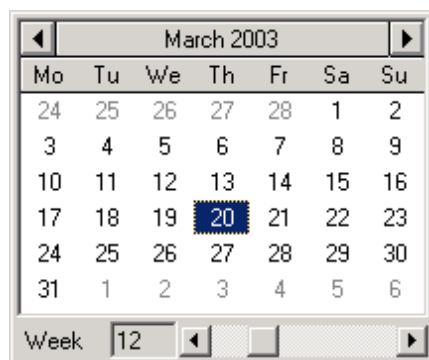 March 2003
Mo Tu We Th Fr Sa Su
24 25 26 27 28 1 2
3 4 5 6 7 8 9
10 11 12 13 14 15 16
17 18 19 20 21 22 23
24 25 26 27 28 29 30
31 1 2 3 4 5 6
Week 12